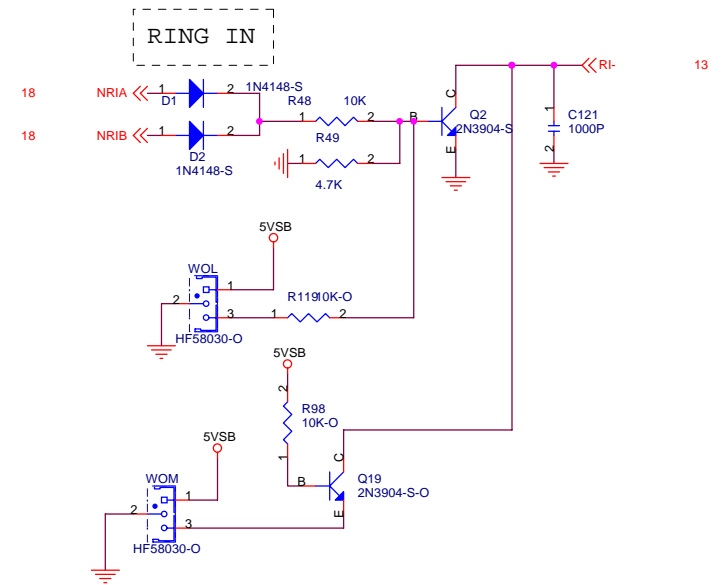 RING IN
18 NRIA 1 2 1N4148-S
D1
R48 10K
RI- 13
18 NRIB 1 2
D2
1N4148-S
1 2 B C E
Q2
2N3904-S
R49
1 2
4.7K
1 2
C121
1000P
5VSB
WOL
1
2
3
HF58030-O
R119 10K-O
1 2
5VSB
2
R98
10K-O
1
5VSB
C
B
E
Q19
2N3904-S-O
WOM
1
2
3
HF58030-O